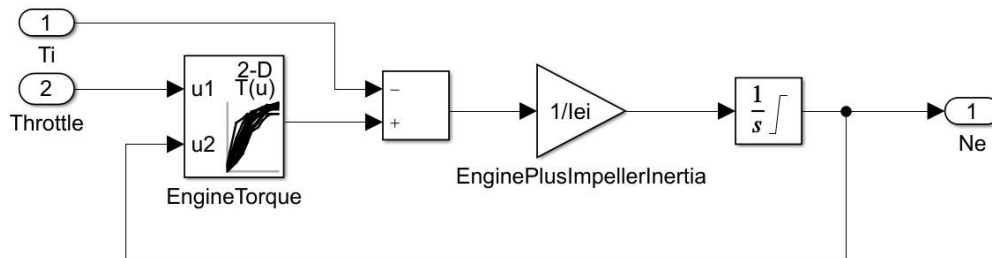 1
Ti
2
Throttle
2-D
T(u)
u1
u2
EngineTorque
−
+
1/Iei
EnginePlusImpellerInertia
1
s
1
Ne